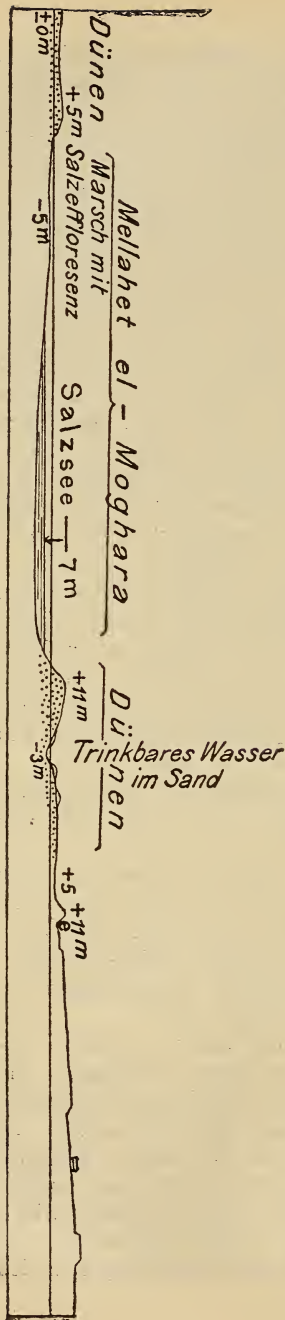 Mellahet el-Moghara
Dünen
Marsch mit
Salzeffloresenz
Salzsee — 7m
Dünen
Trinkbares Wasser
im Sand
±0m
+5m
-5m
+11m
-3m
+5
+11m
e